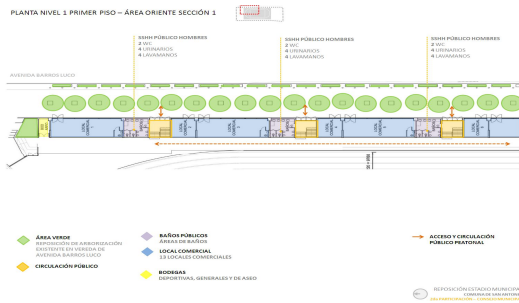 PLANTA NIVEL 1 PRIMER PISO – ÁREA ORIENTE SECCIÓN 1
SSHH PÚBLICO HOMBRES
2 WC
4 URINARIOS
4 LAVAMANOS
SSHH PÚBLICO HOMBRES
2 WC
4 URINARIOS
4 LAVAMANOS
SSHH PÚBLICO HOMBRES
2 WC
4 URINARIOS
4 LAVAMANOS
AVENIDA BARROS LUCO
LOCAL COMERCIAL
LOCAL COMERCIAL
LOCAL COMERCIAL
LOCAL COMERCIAL
LOCAL COMERCIAL
LOCAL COMERCIAL
ÁREA VERDE
REPOSICIÓN DE ARBORIZACIÓN
EXISTENTE EN VEREDA DE
AVENIDA BARROS LUCO
CIRCULACIÓN PÚBLICO
BAÑOS PÚBLICOS
ÁREAS DE BAÑOS
LOCAL COMERCIAL
13 LOCALES COMERCIALES
BODEGAS
DEPORTIVAS, GENERALES Y DE ASEO
ACCESO Y CIRCULACIÓN
PÚBLICO PEATONAL
REPOSICIÓN ESTADIO MUNICIPAL
COMUNA DE SAN ANTONIO